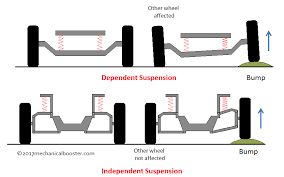 Other wheel
affected
Dependent Suspension
Bump
©2017mechanicalbooster.com
Other wheel
not affected
Bump
Independent Suspension